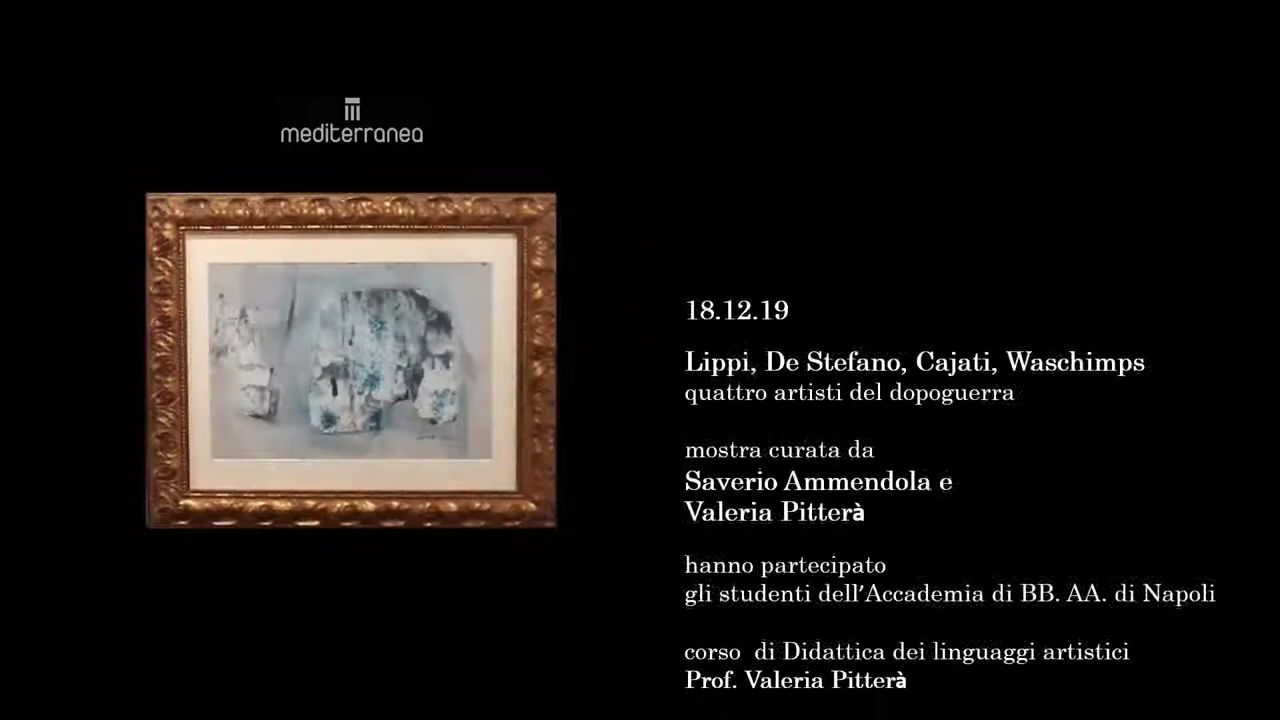 mediterranea
18.12.19
Lippi, De Stefano, Cajati, Waschimps
quattro artisti del dopoguerra
mostra curata da
Saverio Ammendola e
Valeria Pitterà
hanno partecipato
gli studenti dell'Accademia di BB. AA. di Napoli
corso di Didattica dei linguaggi artistici
Prof. Valeria Pitterà